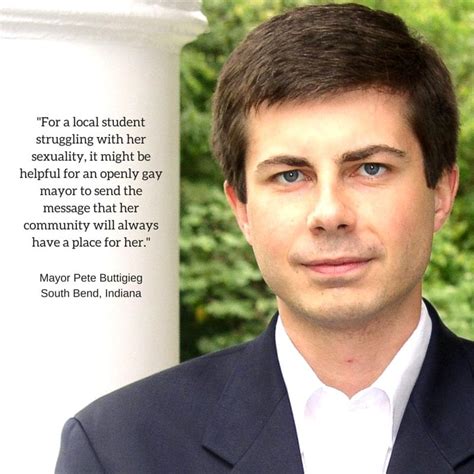 "For a local student
struggling with her
sexuality, it might be
helpful for an openly gay
mayor to send the
message that her
community will always
have a place for her."
Mayor Pete Buttigieg
South Bend, Indiana